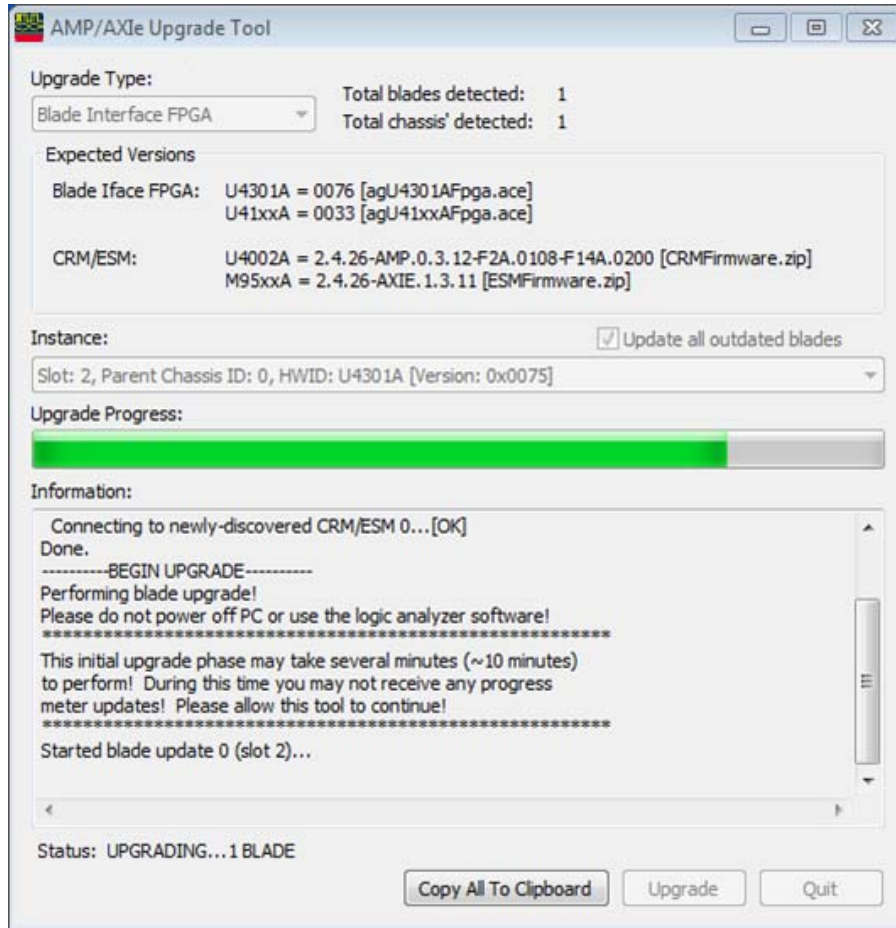 AMP/AXIe Upgrade Tool
Upgrade Type:
Blade Interface FPGA
Total blades detected: 1
Total chassis' detected: 1
Expected Versions
Blade Iface FPGA: U4301A = 0076 [agU4301AFpga.ace]
U41xxA = 0033 [agU41xxAFpga.ace]
CRM/ESM: U4002A = 2.4.26-AMP.0.3.12-F2A.0108-F14A.0200 [CRMFirmware.zip]
M95xxA = 2.4.26-AXIE.1.3.11 [ESMFirmware.zip]
Instance:
Update all outdated blades
Slot: 2, Parent Chassis ID: 0, HWID: U4301A [Version: 0x0075]
Upgrade Progress:
Information:
Connecting to newly-discovered CRM/ESM 0...[OK]
Done.
----------BEGIN UPGRADE----------
Performing blade upgrade!
Please do not power off PC or use the logic analyzer software!
*********************************************************
This initial upgrade phase may take several minutes (~10 minutes)
to perform! During this time you may not receive any progress
meter updates! Please allow this tool to continue!
*********************************************************
Started blade update 0 (slot 2)...
Status: UPGRADING...1 BLADE
Copy All To Clipboard
Upgrade
Quit